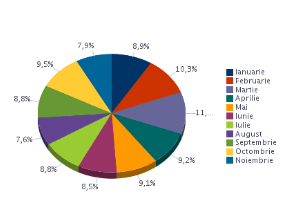 7,9%
8,9%
9,5%
10,3%
8,8%
11,...
7,6%
9,2%
8,8%
8,5%
9,1%
Ianuarie
Februarie
Martie
Aprilie
Mai
Iunie
Iulie
August
Septembrie
Octombrie
Noiembrie